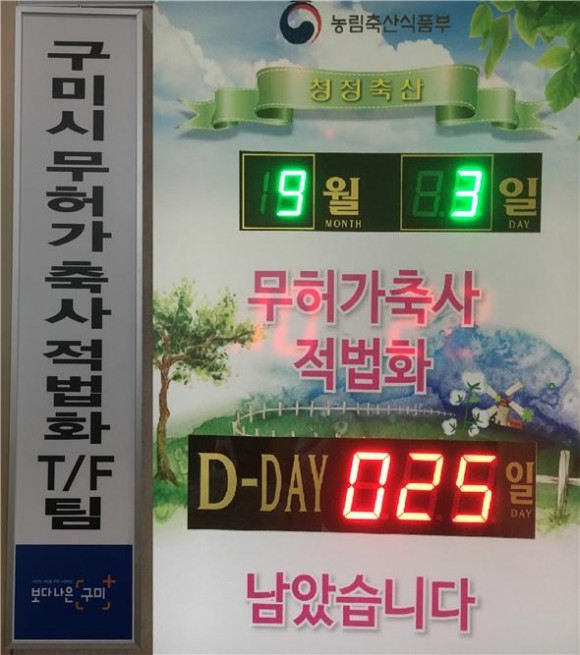 구미시무허가축사적법화T/F팀
보다나은 구미
농림축산식품부
청정축산
9월 3일
MONTH DAY
무허가축사
적법화
D-DAY 025일
DAY
남았습니다